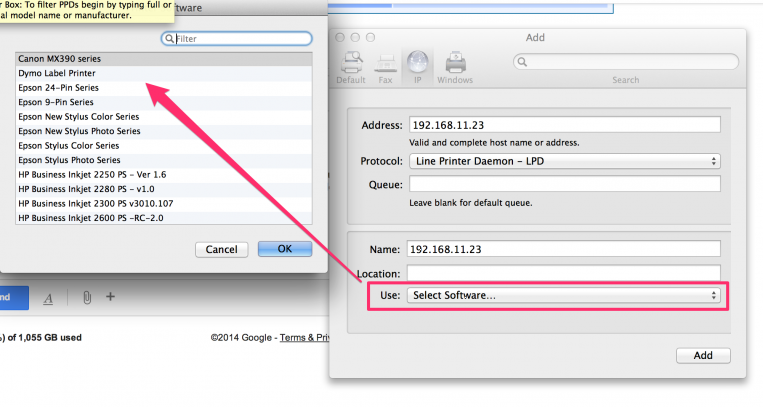 r Box: To filter PPDs begin by typing full or
al model name or manufacturer.
ftware
Filter
Canon MX390 series
Dymo Label Printer
Epson 24-Pin Series
Epson 9-Pin Series
Epson New Stylus Color Series
Epson New Stylus Photo Series
Epson Stylus Color Series
Epson Stylus Photo Series
HP Business Inkjet 2250 PS - Ver 1.6
HP Business Inkjet 2280 PS - v1.0
HP Business Inkjet 2300 PS v3010.107
HP Business Inkjet 2600 PS -RC-2.0
Cancel
OK
Add
Default
Fax
IP
Windows
Search
Address: 192.168.11.23
Valid and complete host name or address.
Protocol: Line Printer Daemon - LPD
Queue:
Leave blank for default queue.
Name: 192.168.11.23
Location:
Use: Select Software...
Add
nd
A
%) of 1,055 GB used
©2014 Google - Terms & Pri